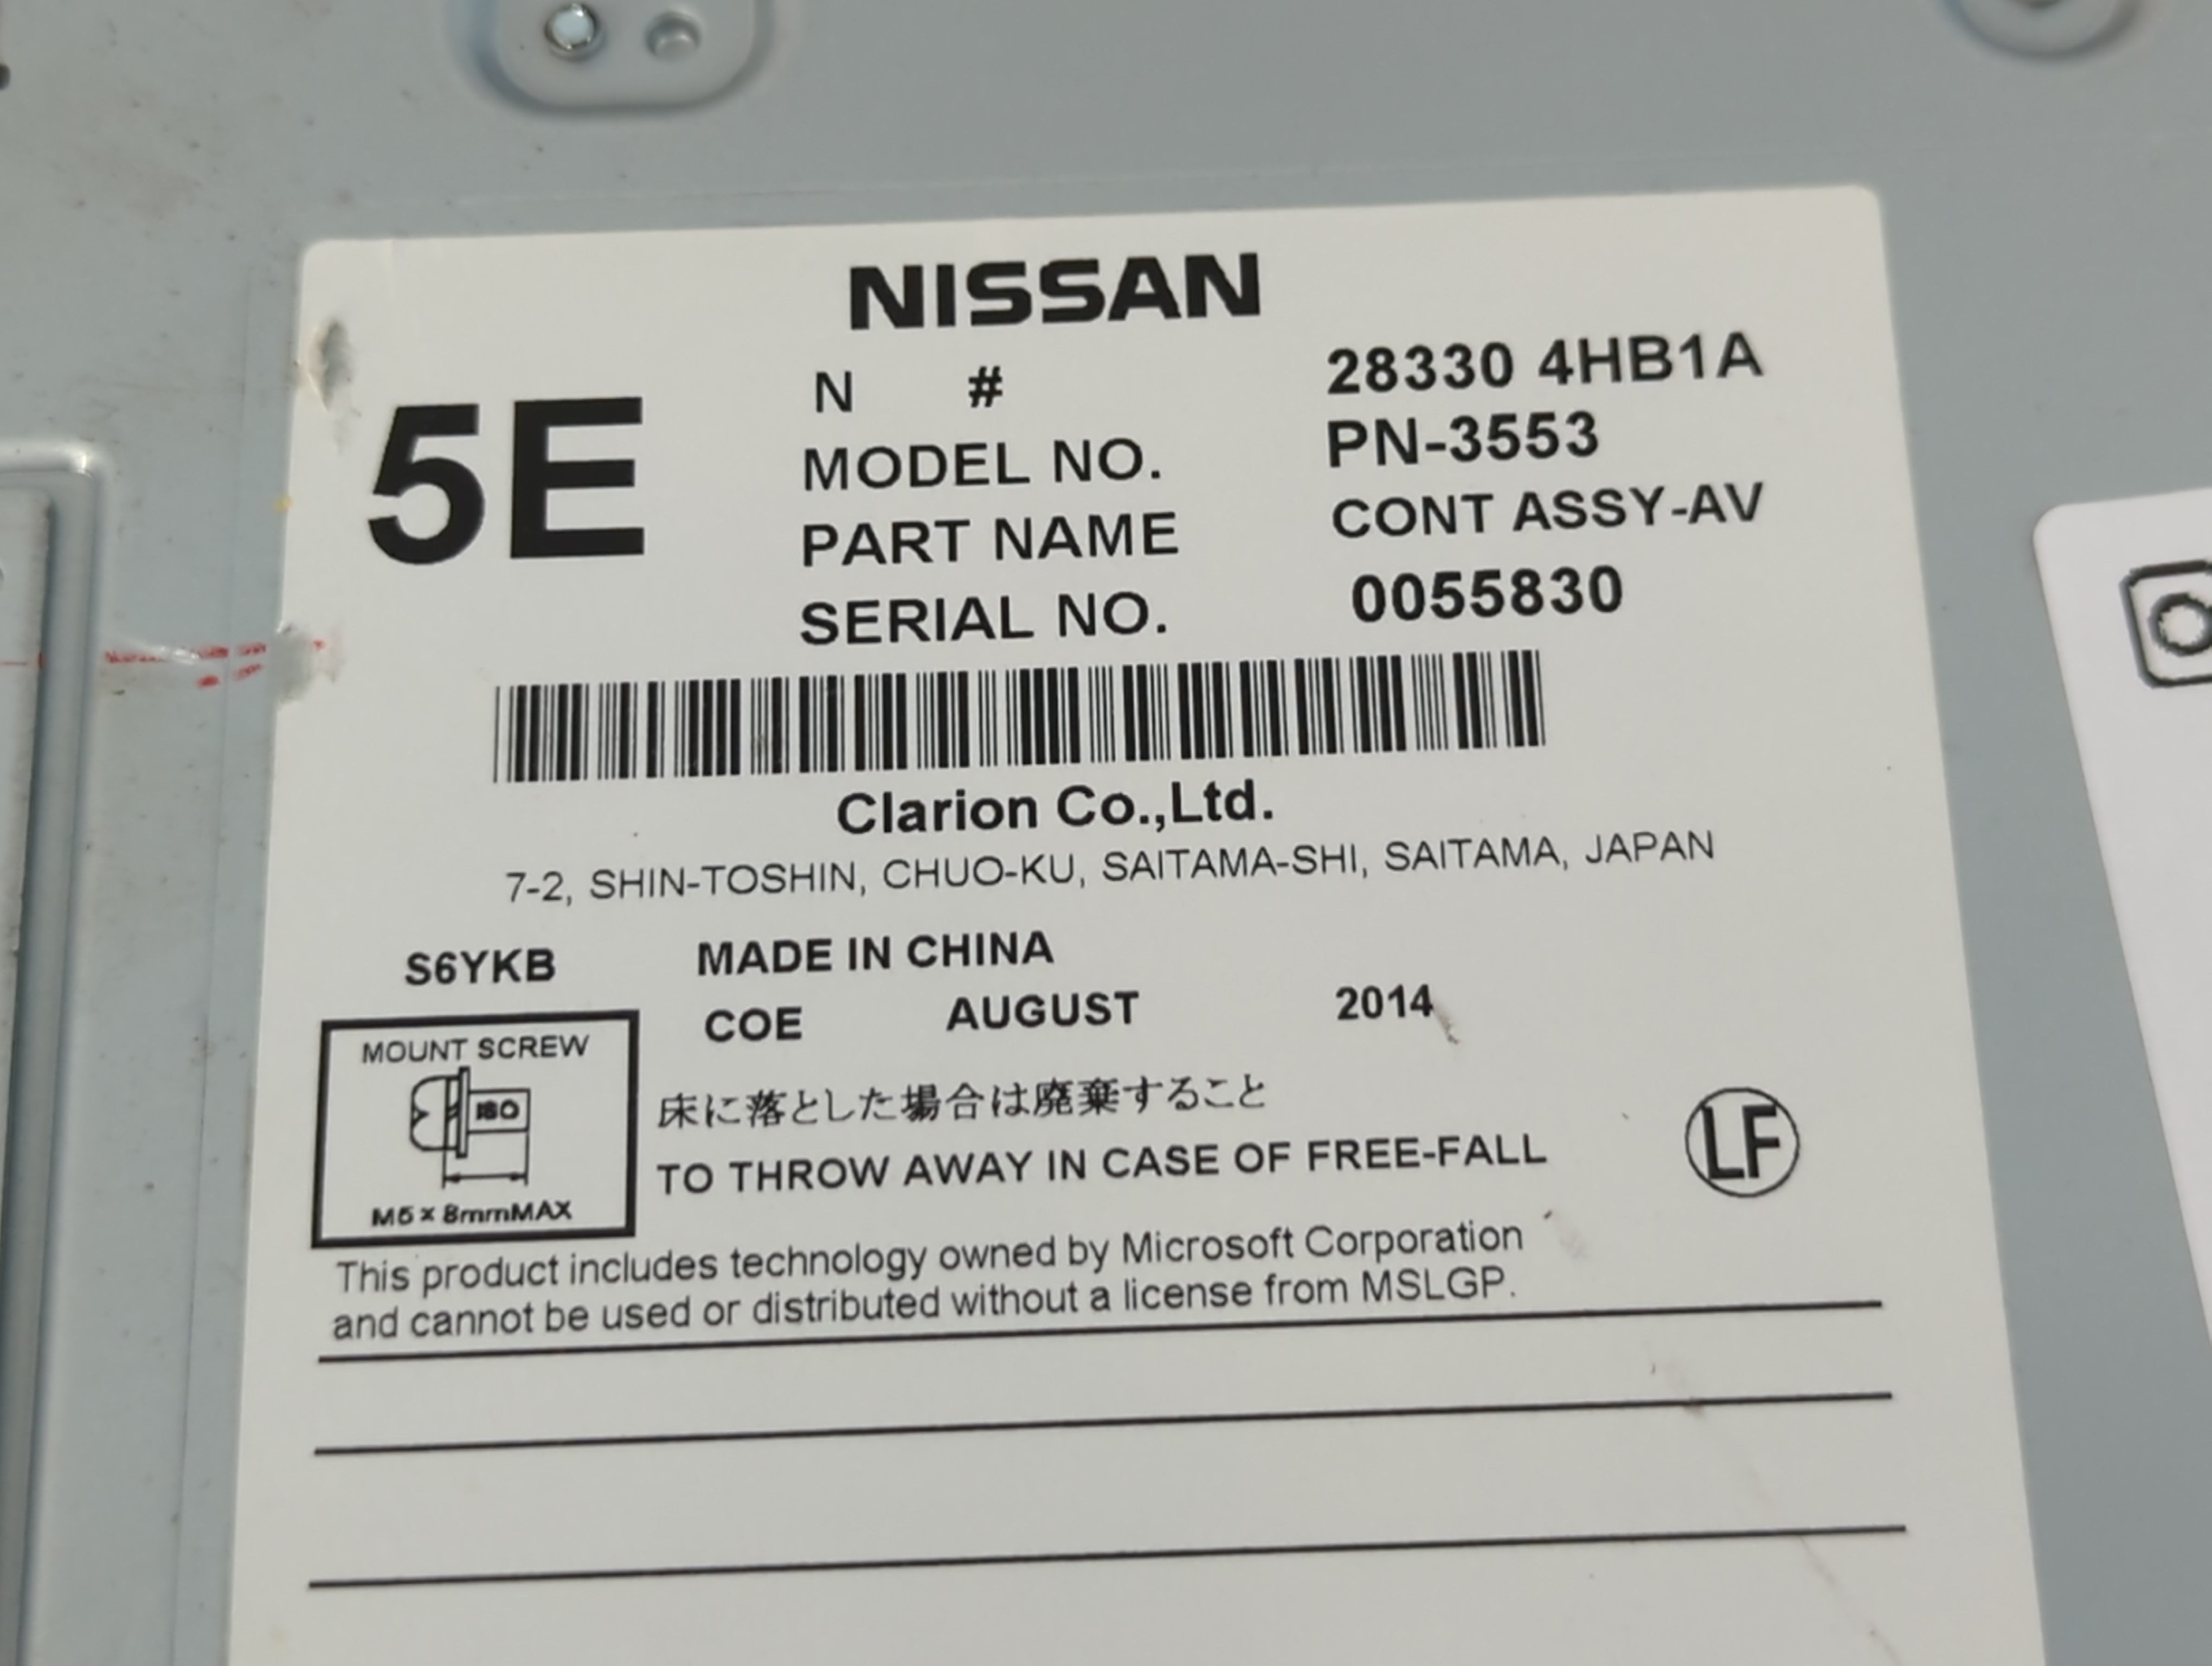 NISSAN
5E
N # 28330 4HB1A
MODEL NO. PN-3553
PART NAME CONT ASSY-AV
SERIAL NO. 0055830
Clarion Co.,Ltd.
7-2, SHIN-TOSHIN, CHUO-KU, SAITAMA-SHI, SAITAMA, JAPAN
S6YKB MADE IN CHINA
COE AUGUST 2014
MOUNT SCREW
ISO
M5 x 8mmMAX
床に落とした場合は廃棄すること
TO THROW AWAY IN CASE OF FREE-FALL
LF
This product includes technology owned by Microsoft Corporation
and cannot be used or distributed without a license from MSLGP.